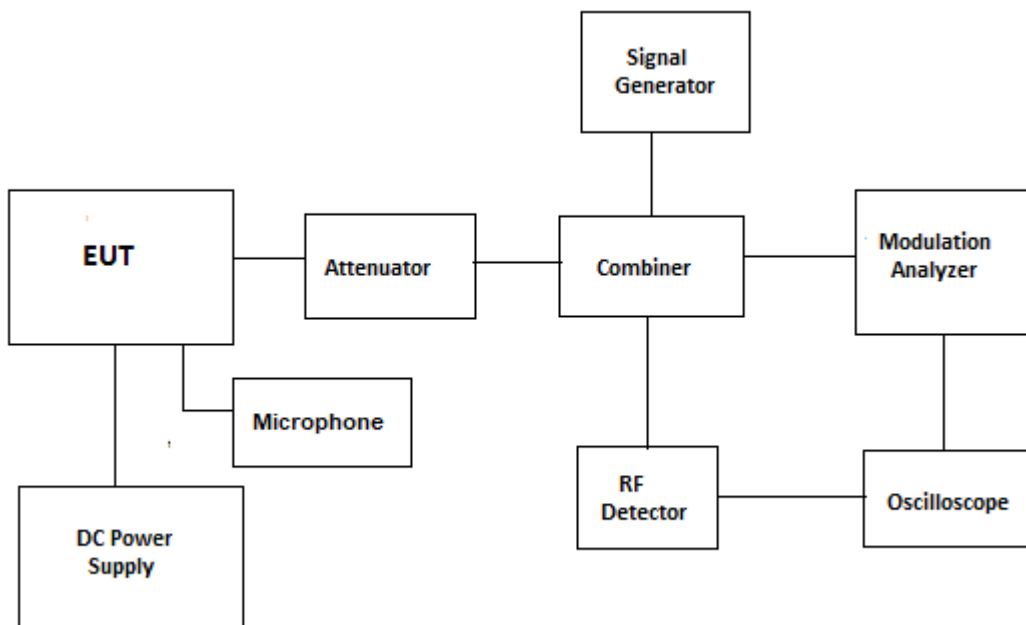 Signal
Generator
EUT
Attenuator
Combiner
Modulation
Analyzer
Microphone
RF
Detector
Oscilloscope
DC Power
Supply